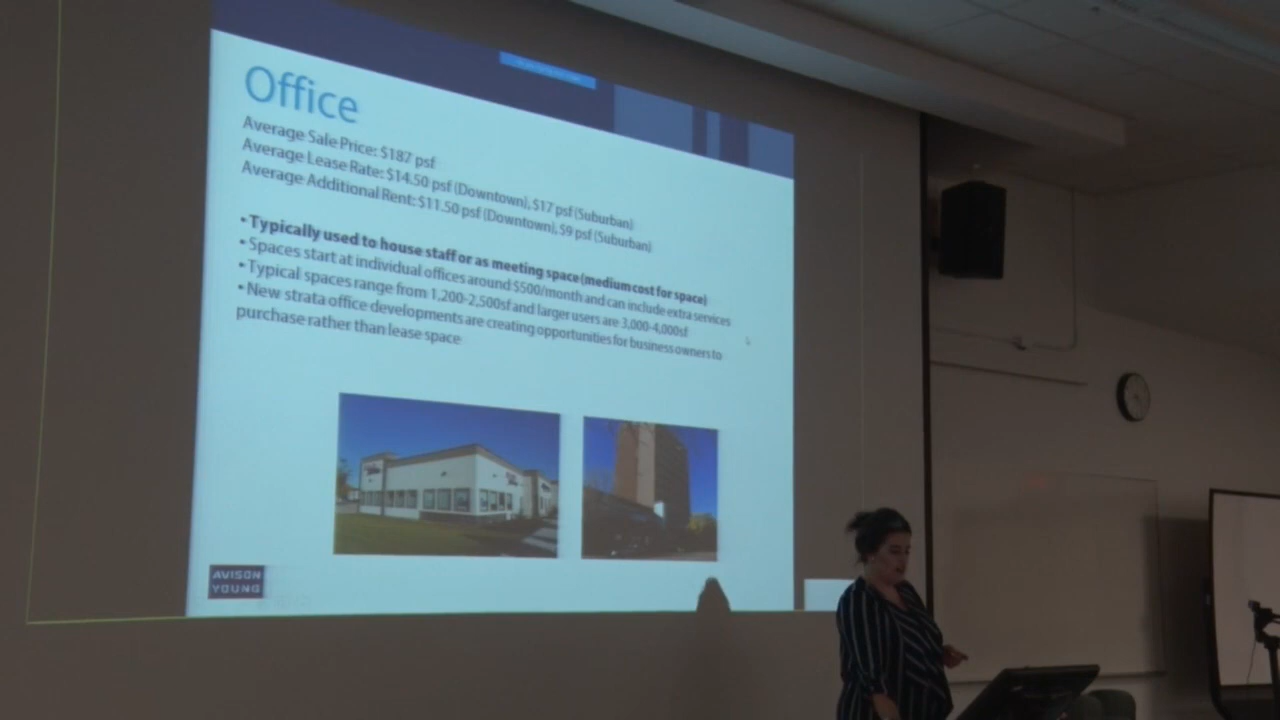 Office
Average Sale Price: $187 psf
Average Lease Rate: $14.50 psf (Downtown), $17 psf (Suburban)
Average Additional Rent: $11.50 psf (Downtown), $9 psf (Suburban)
• Typically used to house staff or as meeting space (medium cost for space)
• Spaces start at individual offices around $500/month and can include extra services
• Typical spaces range from 1,200-2,500sf and larger users are 3,000-4,000sf
• New strata office developments are creating opportunities for business owners to
purchase rather than lease space
AVISON
YOUNG